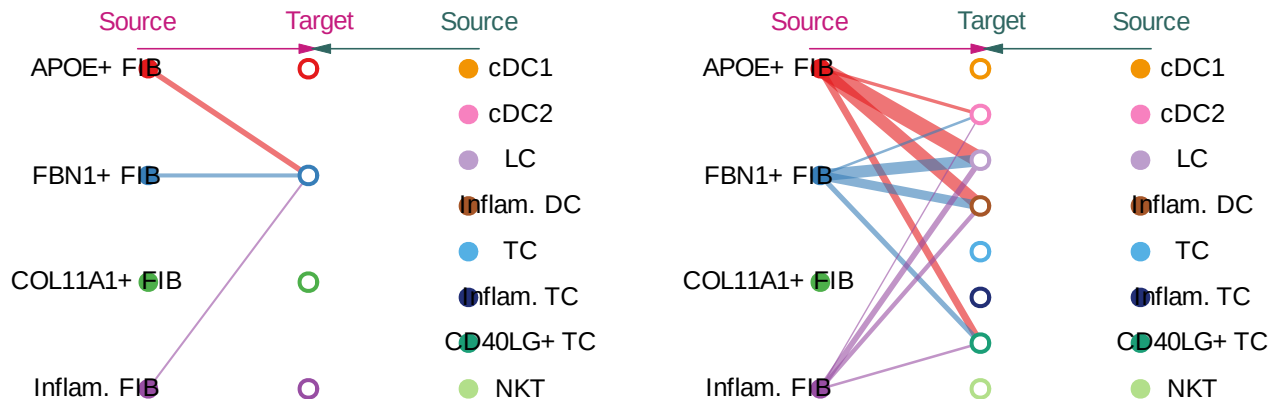 Source Target Source
APOE+ FIB
FBN1+ FIB
COL11A1+ FIB
Inflam. FIB
cDC1
cDC2
LC
Inflam. DC
TC
Inflam. TC
CD40LG+ TC
NKT
Source Target Source
APOE+ FIB
FBN1+ FIB
COL11A1+ FIB
Inflam. FIB
cDC1
cDC2
LC
Inflam. DC
TC
Inflam. TC
CD40LG+ TC
NKT